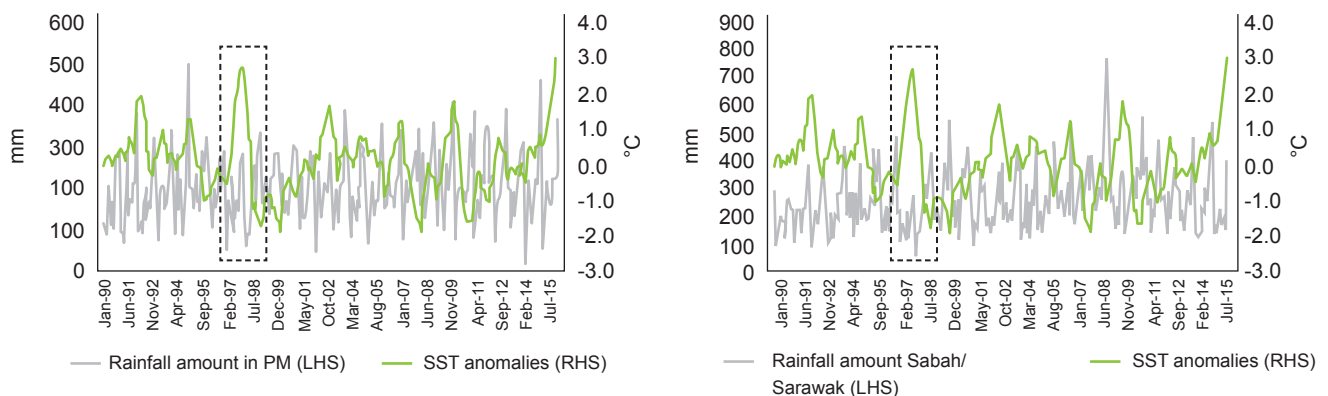 600
500
400
300
100
100
0
mm
4.0
3.0
2.0
1.0
0.0
-1.0
-2.0
-3.0
°C
Jan-90
Jun-91
Nov-92
Apr-94
Sep-95
Feb-97
Jul-98
Dec-99
May-01
Oct-02
Mar-04
Aug-05
Jan-07
Jun-08
Nov-09
Apr-11
Sep-12
Feb-14
Jul-15
Rainfall amount in PM (LHS)
SST anomalies (RHS)
900
800
700
600
500
400
300
200
100
0
mm
4.0
3.0
2.0
1.0
0.0
-1.0
-2.0
-3.0
°C
Jan-90
Jun-91
Nov-92
Apr-94
Sep-95
Feb-97
Jul-98
Dec-99
May-01
Oct-02
Mar-04
Aug-05
Jan-07
Jun-08
Nov-09
Apr-11
Sep-12
Feb-14
Jul-15
Rainfall amount Sabah/
Sarawak (LHS)
SST anomalies (RHS)